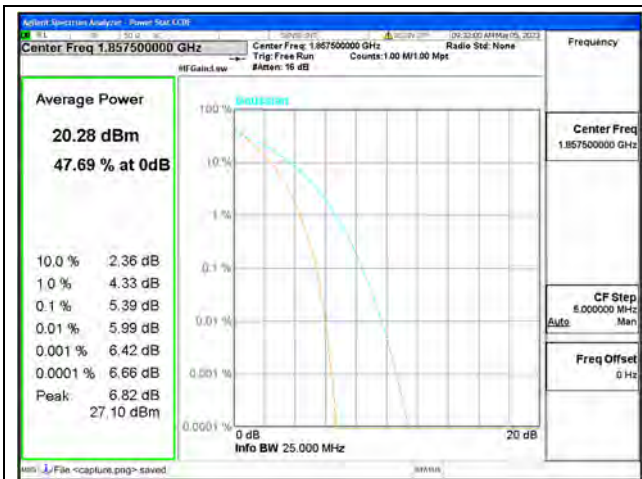 Agilent Spectrum Analyzer - Power Stat CCDF
Center Freq 1.857500000 GHz
Center Freq: 1.857500000 GHz
Radio Std: None
Trig: Free Run
Counts:1.00 M/1.00 Mpt
#IFGain:Low
#Atten: 16 dB
Frequency
Average Power
20.28 dBm
47.69 % at 0dB
10.0 % 2.36 dB
1.0 % 4.33 dB
0.1 % 5.39 dB
0.01 % 5.99 dB
0.001 % 6.42 dB
0.0001 % 6.66 dB
Peak 6.82 dB
27.10 dBm
Gaussian
100 %
10 %
1 %
0.1 %
0.01 %
0.001 %
0.0001 %
0 dB
20 dB
Info BW 25.000 MHz
Center Freq
1.857500000 GHz
CF Step
5.000000 MHz
Auto Man
Freq Offset
0 Hz
MSG File <capture.png> saved
STATUS